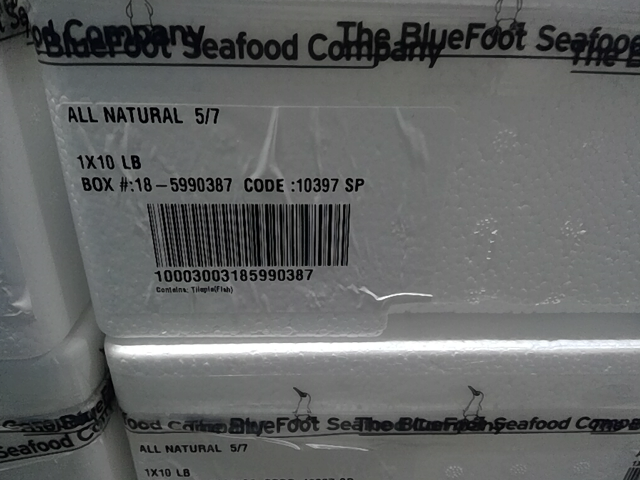 The BlueFoot Seafood Company
ALL NATURAL 5/7
1X10 LB
BOX #:18-5990387 CODE :10397 SP
10003003185990387
Contains: Tilapia(Fish)
The BlueFoot Seafood Company
Seafood
ALL NATURAL 5/7
1X10 LB